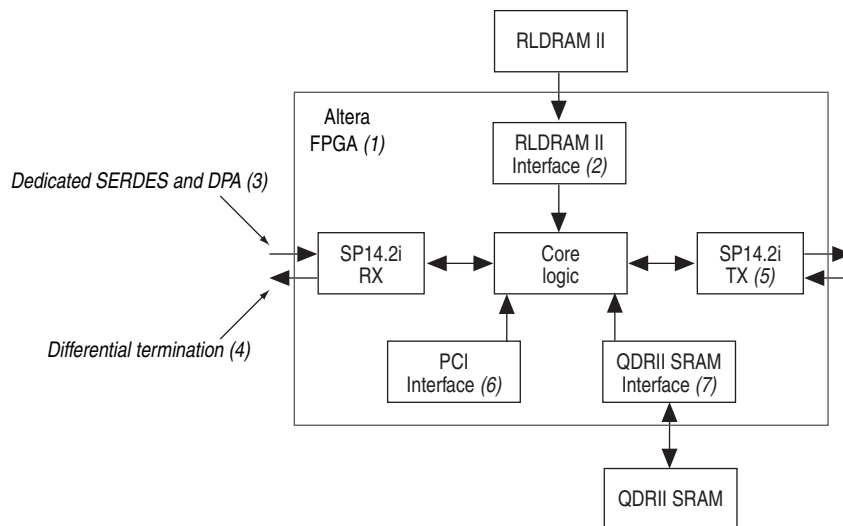 RLDRAM II
Altera
FPGA (1)
RLDRAM II
Interface (2)
Dedicated SERDES and DPA (3)
SP14.2i
RX
Core
logic
SP14.2i
TX (5)
Differential termination (4)
PCI
Interface (6)
QDRII SRAM
Interface (7)
QDRII SRAM